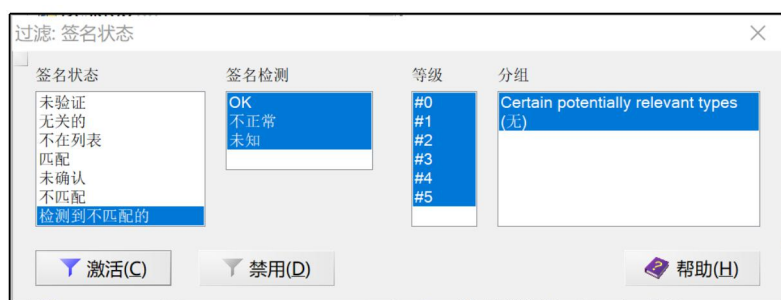 过滤: 签名状态
签名状态
未验证
无关的
不在列表
匹配
未确认
不匹配
检测到不匹配的
签名检测
OK
不正常
未知
等级
#0
#1
#2
#3
#4
#5
分组
Certain potentially relevant types
(无)
激活(C)
禁用(D)
帮助(H)